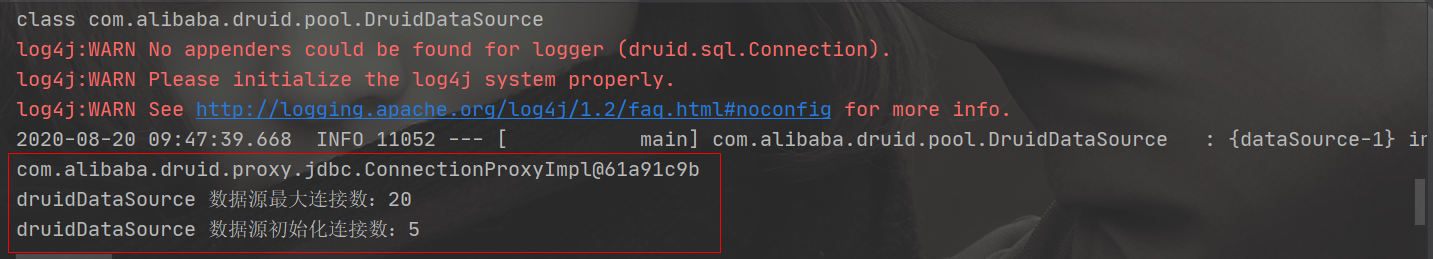 class com.alibaba.druid.pool.DruidDataSource
log4j:WARN No appenders could be found for logger (druid.sql.Connection).
log4j:WARN Please initialize the log4j system properly.
log4j:WARN See http://logging.apache.org/log4j/1.2/faq.html#noconfig for more info.
2020-08-20 09:47:39.668  INFO 11052 --- [           main] com.alibaba.druid.pool.DruidDataSource   : {dataSource-1} in
com.alibaba.druid.proxy.jdbc.ConnectionProxyImpl@61a91c9b
druidDataSource 数据源最大连接数：20
druidDataSource 数据源初始化连接数：5